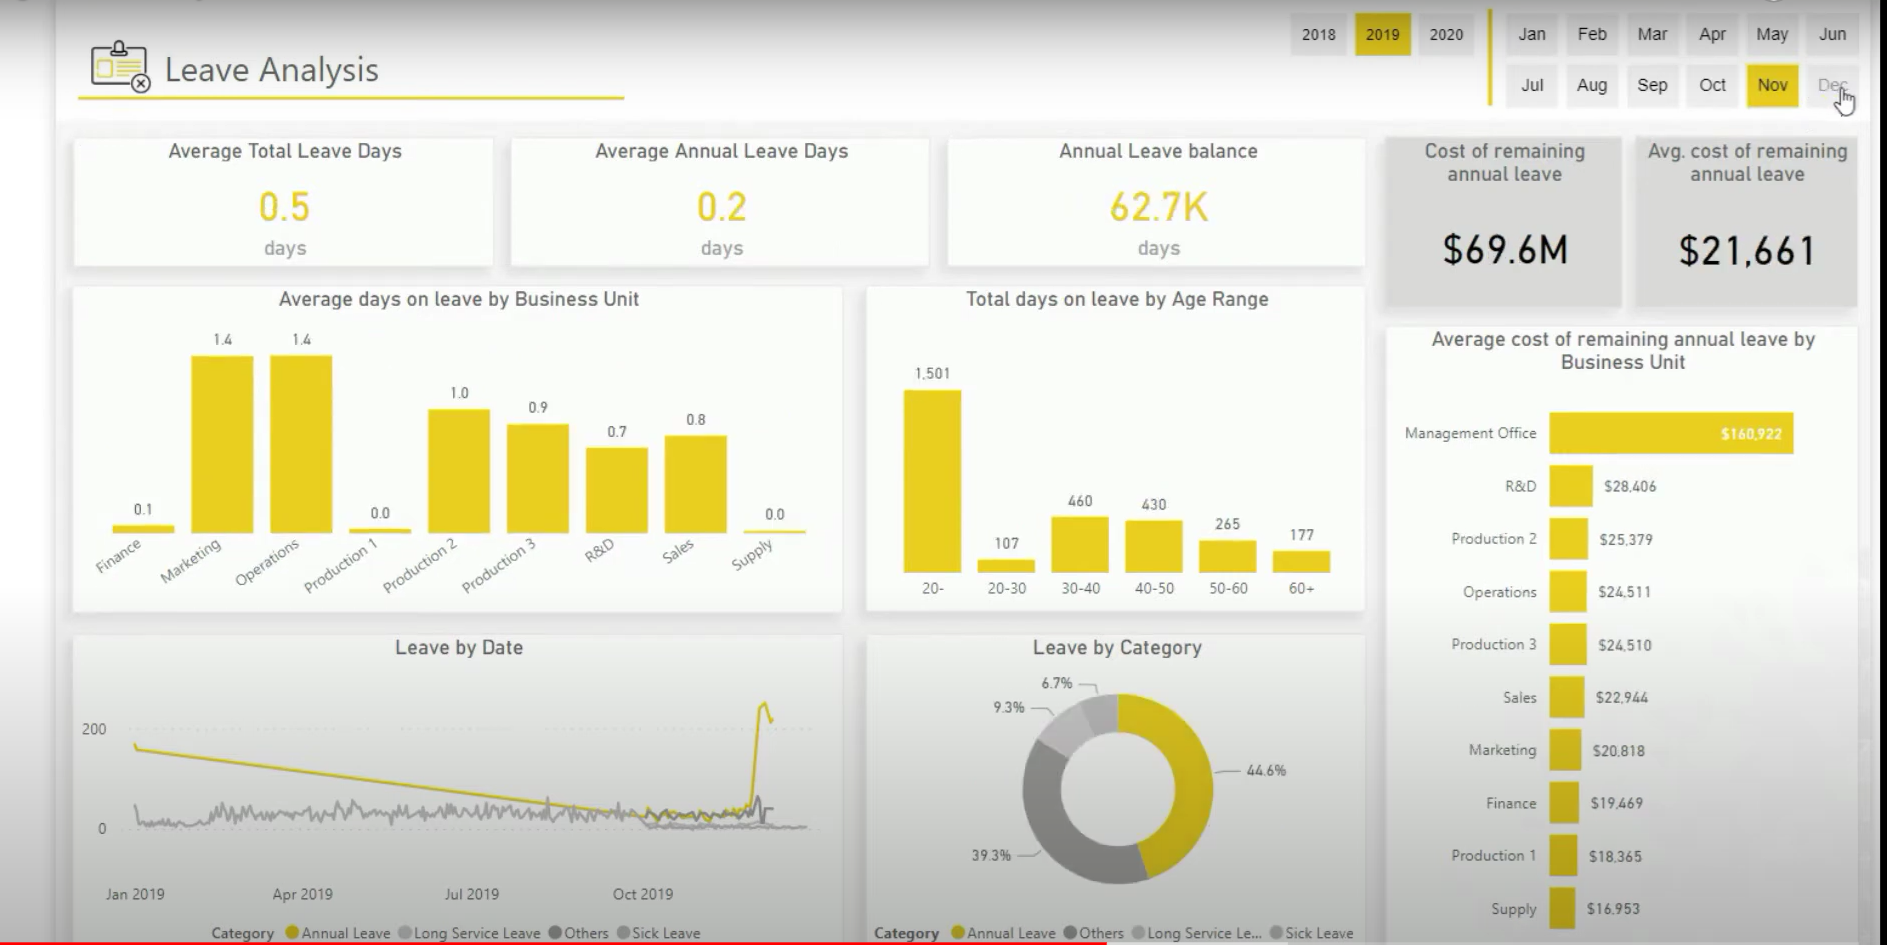 Leave Analysis
2018 2019 2020
Jan Feb Mar Apr May Jun
Jul Aug Sep Oct Nov Dec
Average Total Leave Days
0.5
days
Average Annual Leave Days
0.2
days
Annual Leave balance
62.7K
days
Cost of remaining
annual leave
$69.6M
Avg. cost of remaining
annual leave
$21,661
Average days on leave by Business Unit
0.1 1.4 1.4 0.0 1.0 0.9 0.7 0.8 0.0
Finance Marketing Operations Production 1 Production 2 Production 3 R&D Sales Supply
Total days on leave by Age Range
1,501 107 460 430 265 177
20- 20-30 30-40 40-50 50-60 60+
Average cost of remaining annual leave by
Business Unit
Management Office $160,922
R&D $28,406
Production 2 $25,379
Operations $24,511
Production 3 $24,510
Sales $22,944
Marketing $20,818
Finance $19,469
Production 1 $18,365
Supply $16,953
Leave by Date
200
0
Jan 2019 Apr 2019 Jul 2019 Oct 2019
Category Annual Leave Long Service Leave Others Sick Leave
Leave by Category
6.7%
9.3%
44.6%
39.3%
Category Annual Leave Others Long Service Le... Sick Leave